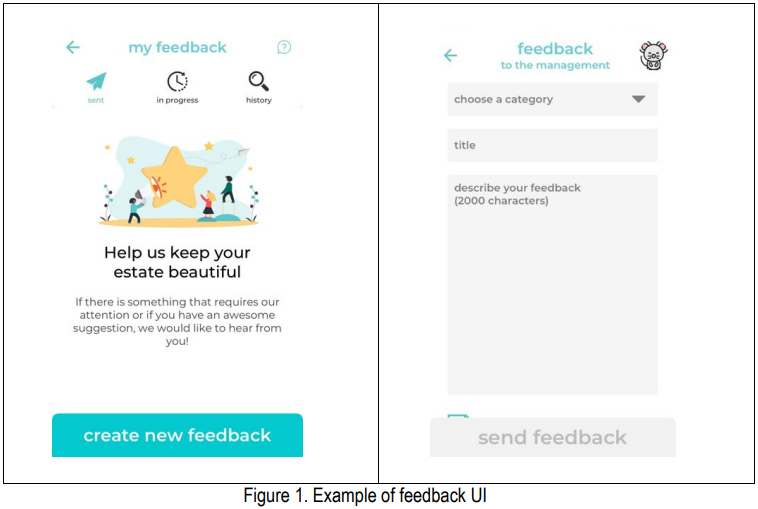 my feedback
sent
in progress
history
Help us keep your
estate beautiful
If there is something that requires our
attention or if you have an awesome
suggestion, we would like to hear from
you!
create new feedback
feedback
to the management
choose a category
title
describe your feedback
(2000 characters)
send feedback
Figure 1. Example of feedback UI